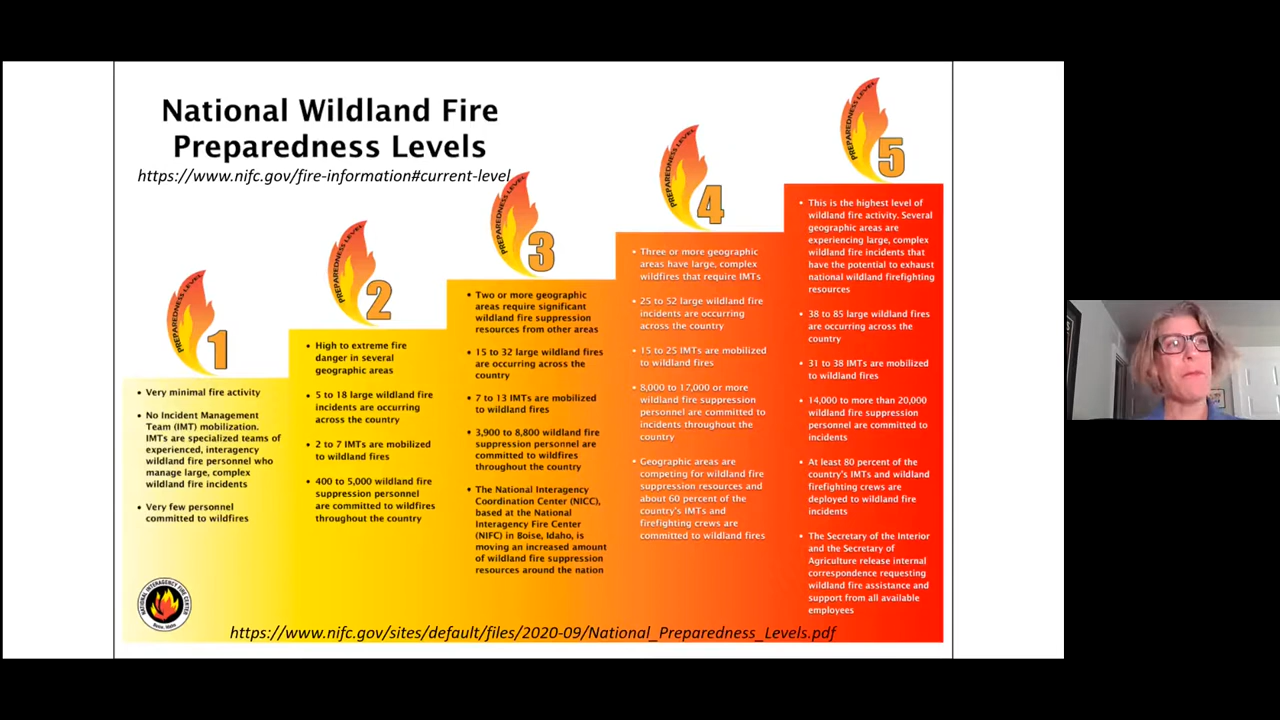 National Wildland Fire
Preparedness Levels
https://www.nifc.gov/fire-information#current-level
PREPAREDNESS LEVEL
1
• Very minimal fire activity
• No Incident Management
Team (IMT) mobilization.
IMTs are specialized teams of
experienced, interagency
wildland fire personnel who
manage large, complex
wildland fire incidents
• Very few personnel
committed to wildfires
PREPAREDNESS LEVEL
2
• High to extreme fire
danger in several
geographic areas
• 5 to 18 large wildland fire
incidents are occurring
across the country
• 2 to 7 IMTs are mobilized
to wildland fires
• 400 to 5,000 wildland fire
suppression personnel
are committed to wildfires
throughout the country
PREPAREDNESS LEVEL
3
• Two or more geographic
areas require significant
wildland fire suppression
resources from other areas
• 15 to 32 large wildland fires
are occurring across the
country
• 7 to 13 IMTs are mobilized
to wildland fires
• 3,900 to 8,800 wildland fire
suppression personnel are
committed to wildfires
throughout the country
• The National Interagency
Coordination Center (NICC),
based at the National
Interagency Fire Center
(NIFC) in Boise, Idaho, is
moving an increased amount
of wildland fire suppression
resources around the nation
PREPAREDNESS LEVEL
4
• Three or more geographic
areas have large, complex
wildfires that require IMTs
• 25 to 52 large wildland fire
incidents are occurring
across the country
• 15 to 25 IMTs are mobilized
to wildland fires
• 8,000 to 17,000 or more
wildland fire suppression
personnel are committed to
incidents throughout the
country
• Geographic areas are
competing for wildland fire
suppression resources and
about 60 percent of the
country's IMTs and
firefighting crews are
committed to wildland fires
PREPAREDNESS LEVEL
5
• This is the highest level of
wildland fire activity. Several
geographic areas are
experiencing large, complex
wildland fire incidents that
have the potential to exhaust
national wildland firefighting
resources
• 38 to 85 large wildland fires
are occurring across the
country
• 31 to 38 IMTs are mobilized
to wildland fires
• 14,000 to more than 20,000
wildland fire suppression
personnel are committed to
incidents
• At least 80 percent of the
country's IMTs and wildland
firefighting crews are
deployed to wildland fire
incidents
• The Secretary of the Interior
and the Secretary of
Agriculture release internal
correspondence requesting
wildland fire assistance and
support from all available
employees
NATIONAL INTERAGENCY FIRE CENTER
Boise, Idaho
https://www.nifc.gov/sites/default/files/2020-09/National_Preparedness_Levels.pdf